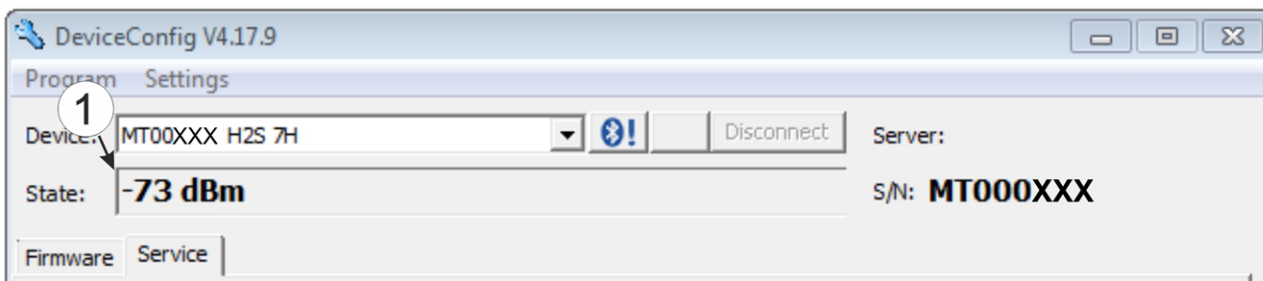 DeviceConfig V4.17.9
Program Settings
1
Device: MT00XXX H2S 7H Disconnect Server:
State: -73 dBm S/N: MT000XXX
Firmware Service